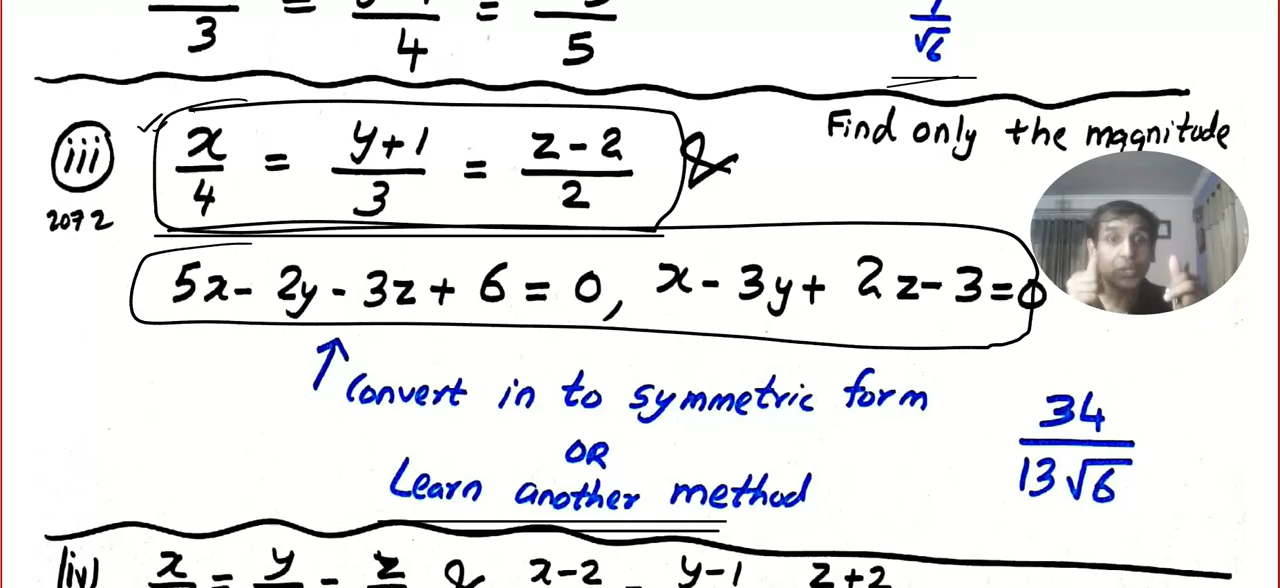 3 = 4 = 5
1/√6
(iii) x/4 = y+1/3 = z-2/2 &
Find only the magnitude
2072
5x- 2y - 3z + 6 = 0, x - 3y + 2z - 3 = 0
↑ Convert in to symmetric form
OR
Learn another method
34/13√6
(iv) x = y = z & x-2 = y-1 z+2